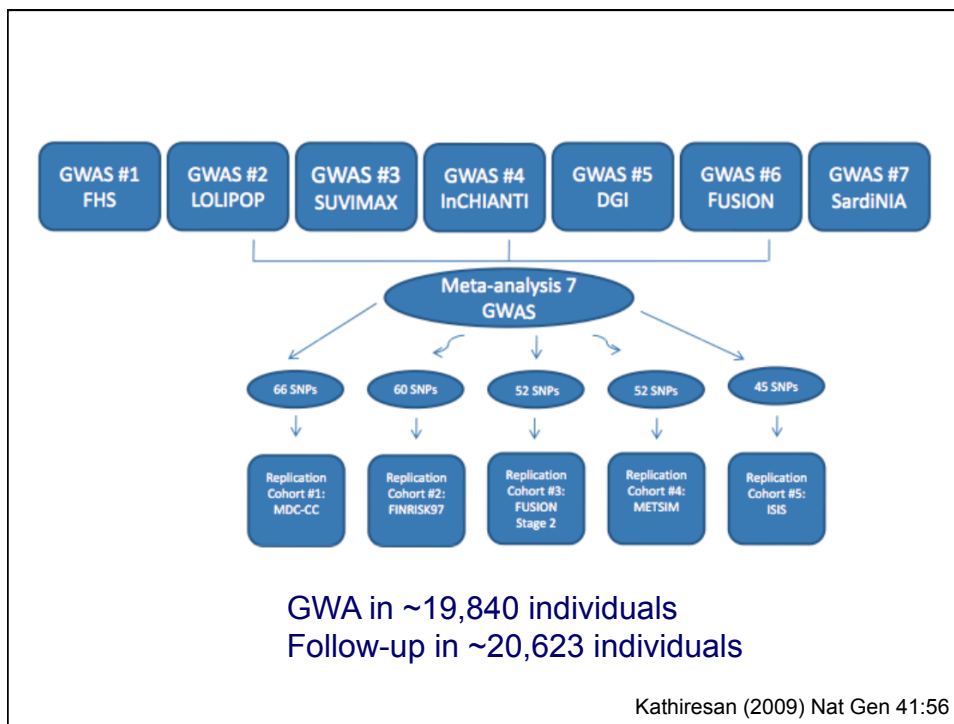 GWAS #1
FHS
GWAS #2
LOLIPOP
GWAS #3
SUVIMAX
GWAS #4
InCHIANTI
GWAS #5
DGI
GWAS #6
FUSION
GWAS #7
SardiNIA
Meta-analysis 7
GWAS
66 SNPs
60 SNPs
52 SNPs
52 SNPs
45 SNPs
Replication
Cohort #1:
MDC-CC
Replication
Cohort #2:
FINRISK97
Replication
Cohort #3:
FUSION
Stage 2
Replication
Cohort #4:
METSIM
Replication
Cohort #5:
ISIS
GWA in ~19,840 individuals
Follow-up in ~20,623 individuals
Kathiresan (2009) Nat Gen 41:56